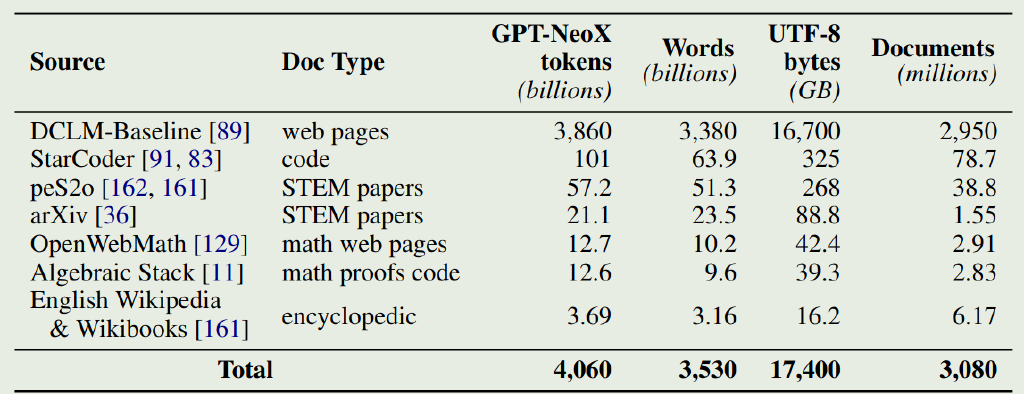 Source Doc Type GPT-NeoX tokens (billions) Words (billions) UTF-8 bytes (GB) Documents (millions)
DCLM-Baseline [89] web pages 3,860 3,380 16,700 2,950
StarCoder [91, 83] code 101 63.9 325 78.7
peS2o [162, 161] STEM papers 57.2 51.3 268 38.8
arXiv [36] STEM papers 21.1 23.5 88.8 1.55
OpenWebMath [129] math web pages 12.7 10.2 42.4 2.91
Algebraic Stack [11] math proofs code 12.6 9.6 39.3 2.83
English Wikipedia
& Wikibooks [161] encyclopedic 3.69 3.16 16.2 6.17
Total 4,060 3,530 17,400 3,080